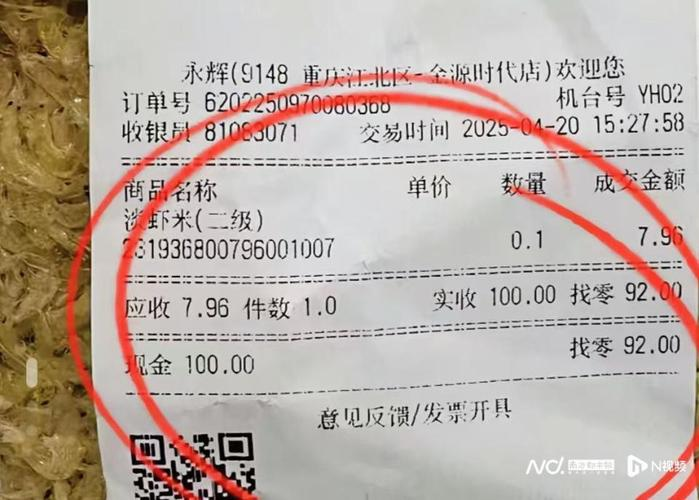 永辉(9148 重庆江北区-金源时代店)欢迎您
订单号 6202250970080368 机台号 YH02
收银员 81083071 交易时间 2025-04-20 15:27:58
商品名称 单价 数量 成交金额
淡虾米(二级)
2319368007960010​07 0.1 7.96
应收 7.96 件数 1.0 实收 100.00 找零 92.00
找零 92.00
现金 100.00
意见反馈/发票开具
N视频